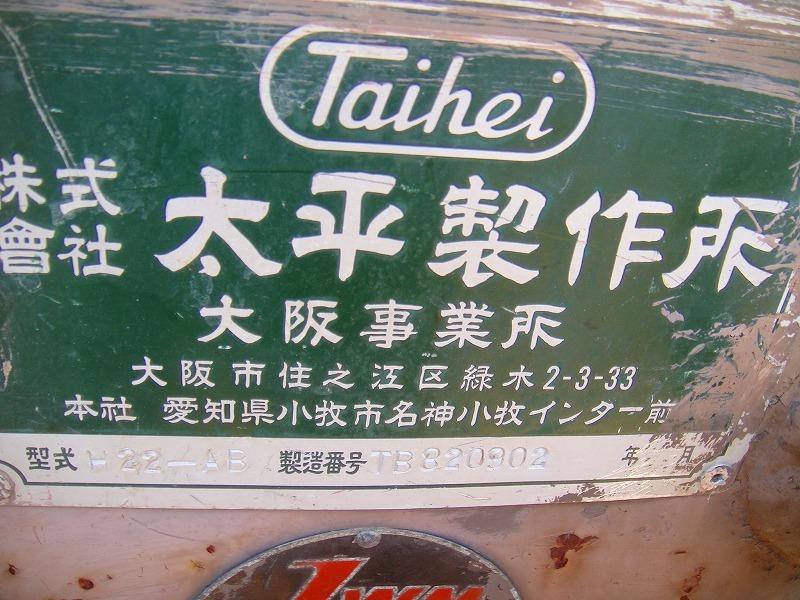 Taihei
株式會社 太平製作所
大阪事業所
大阪市住之江区緑木2-3-33
本社 愛知県小牧市名神小牧インター前
型式 H22-AB 製造番号 TB820902 年 月